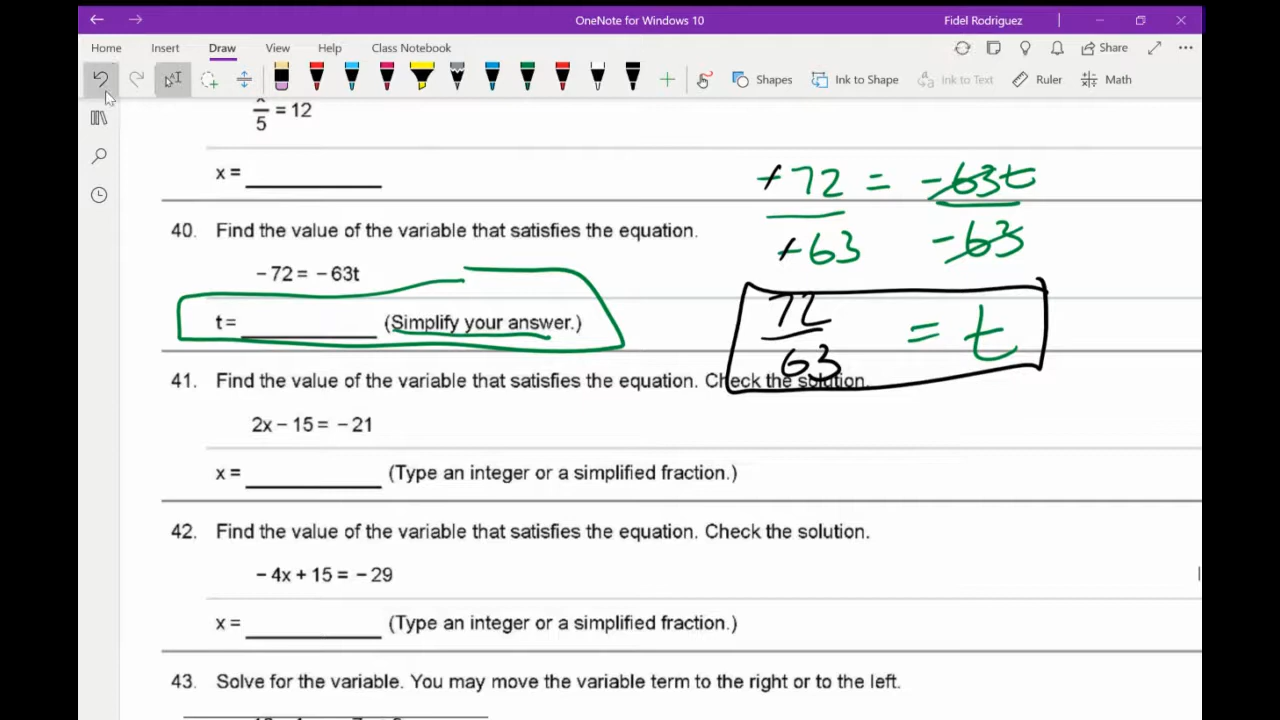 OneNote for Windows 10
Fidel Rodriguez
Home Insert Draw View Help Class Notebook
Share
Shapes Ink to Shape Ink to Text Ruler Math
x/5 = 12
x =
40. Find the value of the variable that satisfies the equation.
- 72 = - 63t
t = (Simplify your answer.)
+72 = -63t
+63 -63
72/63 = t
41. Find the value of the variable that satisfies the equation. Check the solution.
2x - 15 = - 21
x = (Type an integer or a simplified fraction.)
42. Find the value of the variable that satisfies the equation. Check the solution.
- 4x + 15 = - 29
x = (Type an integer or a simplified fraction.)
43. Solve for the variable. You may move the variable term to the right or to the left.